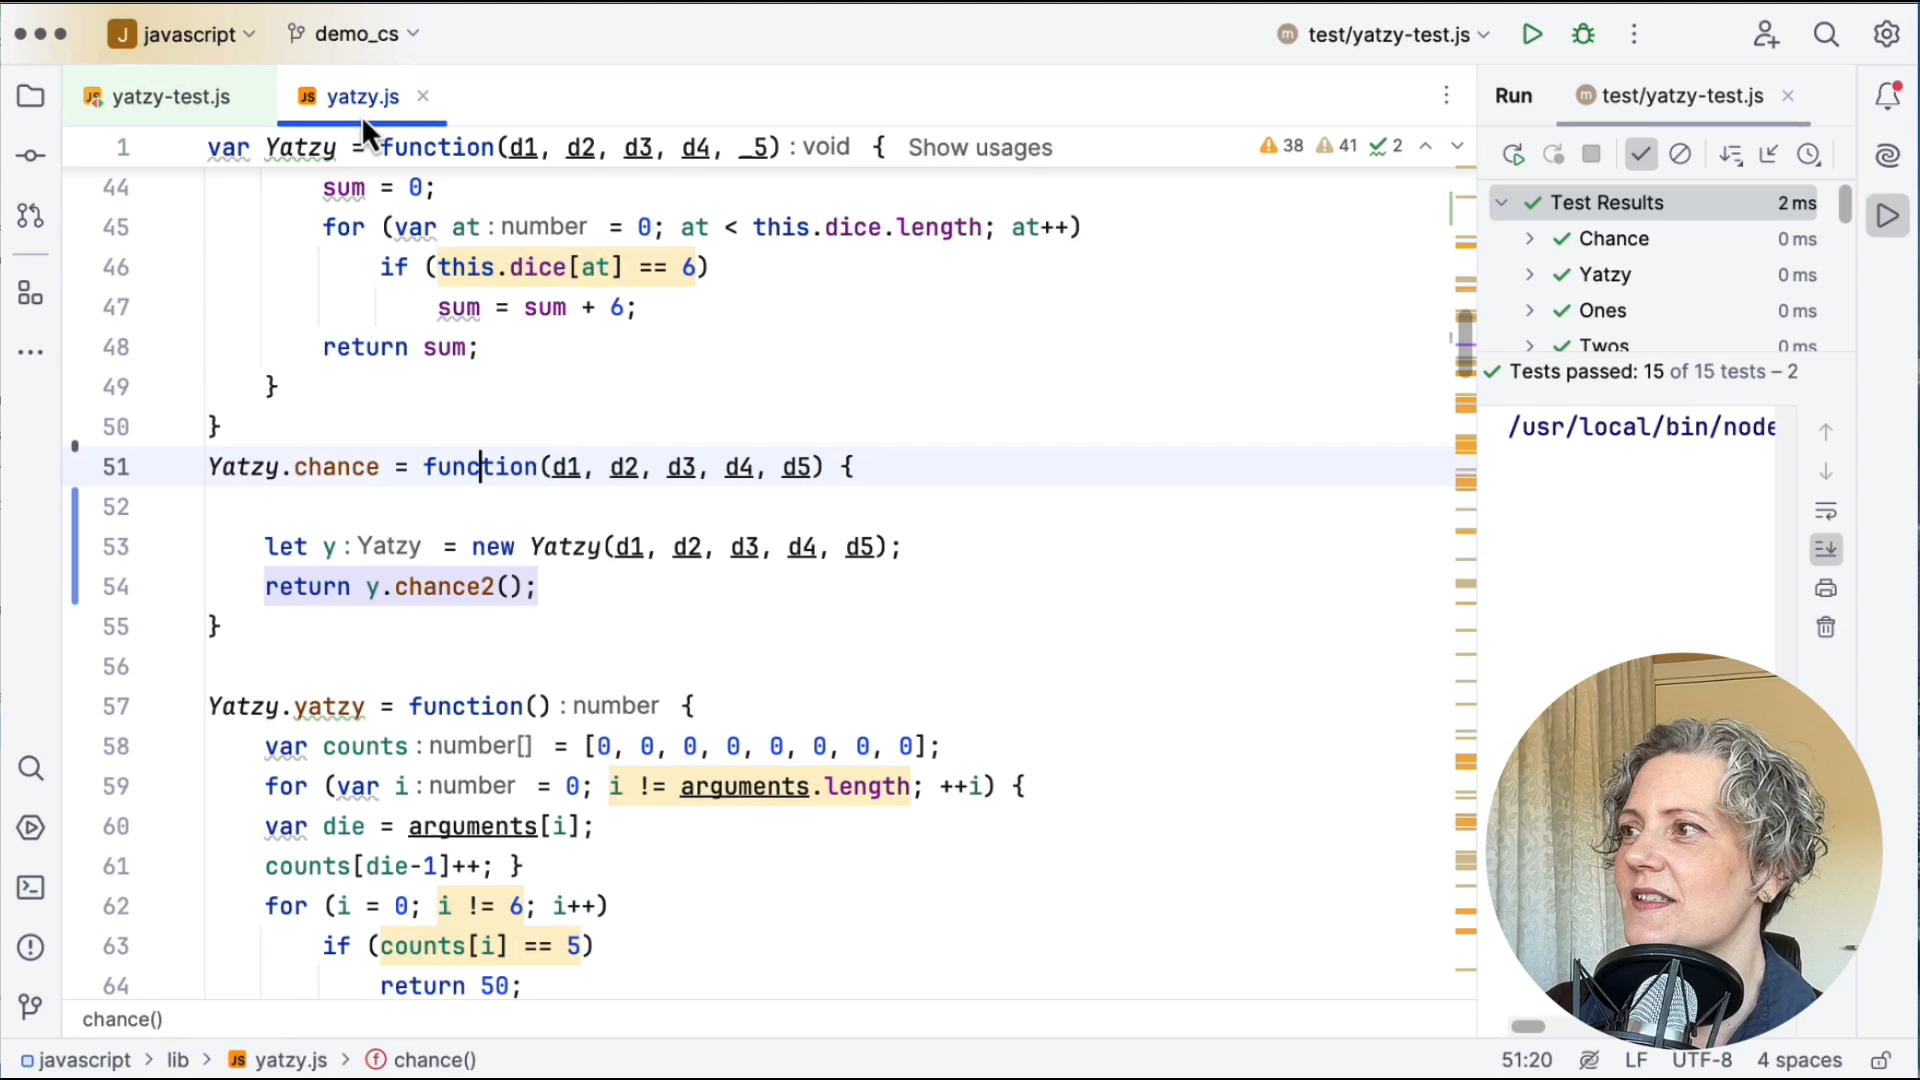 J javascript demo_cs test/yatzy-test.js
yatzy-test.js JS yatzy.js
1 var Yatzy = function(d1, d2, d3, d4, _5) : void { Show usages 38 41 2
44 sum = 0;
45 for (var at : number = 0; at < this.dice.length; at++)
46 if (this.dice[at] == 6)
47 sum = sum + 6;
48 return sum;
49 }
50 }
51 Yatzy.chance = function(d1, d2, d3, d4, d5) {
52
53 let y : Yatzy = new Yatzy(d1, d2, d3, d4, d5);
54 return y.chance2();
55 }
56
57 Yatzy.yatzy = function() : number {
58 var counts : number[] = [0, 0, 0, 0, 0, 0, 0, 0];
59 for (var i : number = 0; i != arguments.length; ++i) {
60 var die = arguments[i];
61 counts[die-1]++; }
62 for (i = 0; i != 6; i++)
63 if (counts[i] == 5)
64 return 50;
Run test/yatzy-test.js
Test Results 2 ms
Chance 0 ms
Yatzy 0 ms
Ones 0 ms
Twos 0 ms
Tests passed: 15 of 15 tests – 2
/usr/local/bin/node
chance()
javascript > lib > JS yatzy.js > f chance()
51:20 LF UTF-8 4 spaces